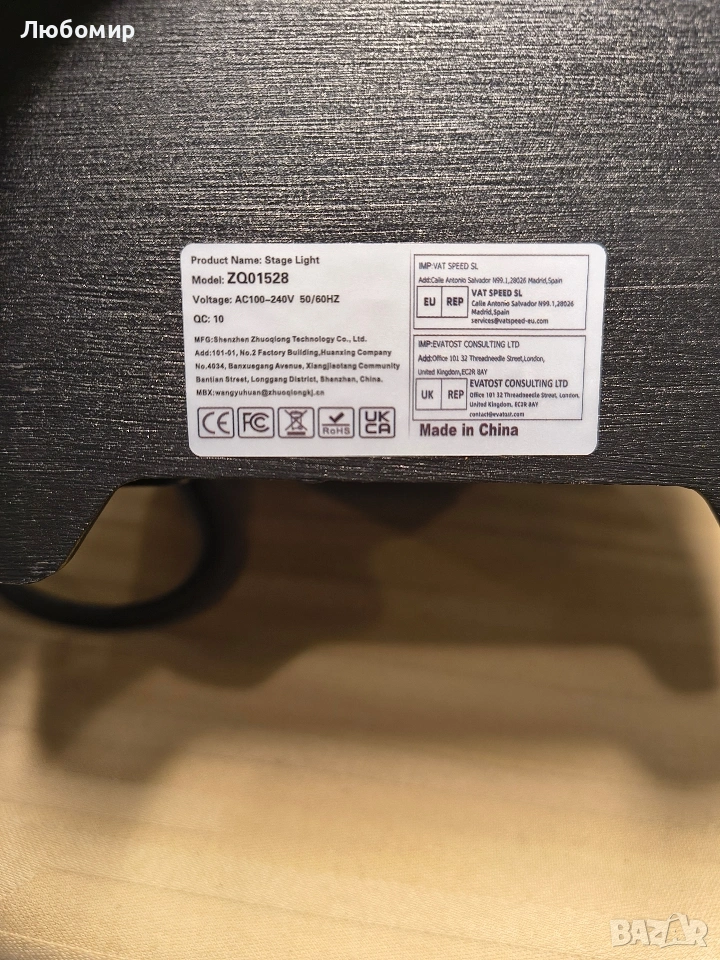 Любомир
Product Name: Stage Light
Model: ZQ01528
Voltage: AC100-240V 50/60HZ
QC: 10
MFG:Shenzhen Zhuoqiong Technology Co., Ltd.
Add:101-01, No.2 Factory Building,Huanxing Company
No.4034, Banxuegang Avenue, Xiangjiaotang Community
Bentian Street, Longgang District, Shenzhen, China.
MBX:wangyuhuan@zhuoqiongkj.cn
CE FC RoHS UK CA
IMP:VAT SPEED SL
Add:Calle Antonio Salvador N99.1,28026 Madrid,Spain
EU REP
VAT SPEED SL
Calle Antonio Salvador N99.1,28026
Madrid,Spain
services@vatspeed-eu.com
IMP:EVATOST CONSULTING LTD
Add:Office 101 32 Threadneedle Street,London,
United Kingdom,EC2R 8AY
UK REP
EVATOST CONSULTING LTD
Office 101 32 Threadneedle Street, London,
United Kingdom, EC2R 8AY
contact@evatost.com
Made in China
BAZAR